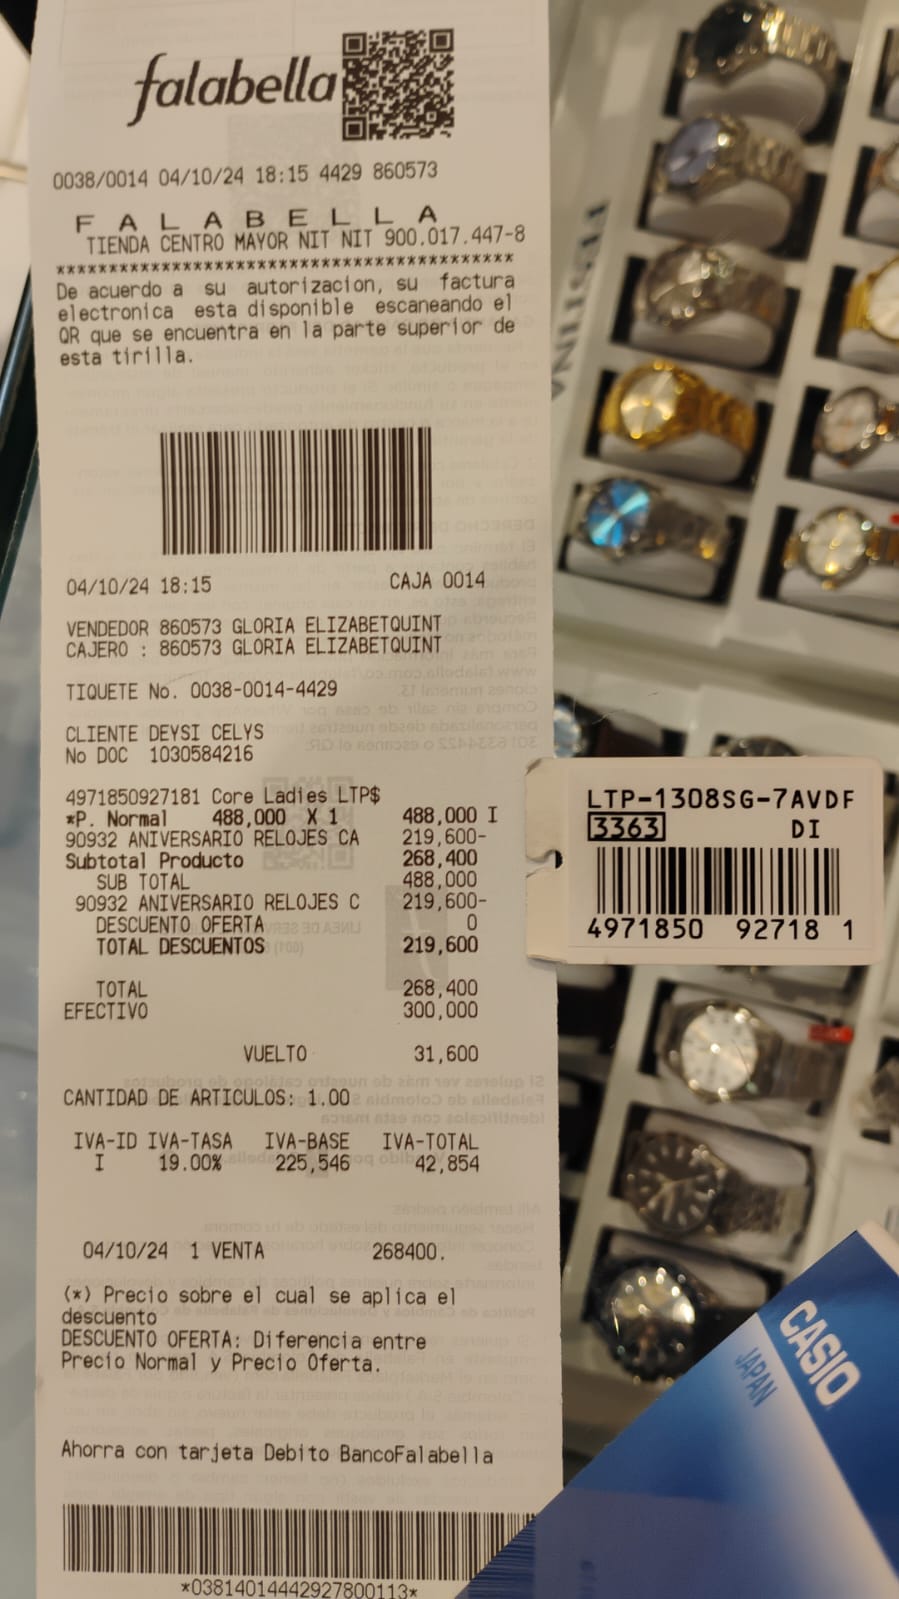 falabella
0038/0014 04/10/24 18:15 4429 860573
F A L A B E L L A
TIENDA CENTRO MAYOR NIT NIT 900.017.447-8
********************************************
De acuerdo a su autorizacion, su factura
electronica esta disponible escaneando el
QR que se encuentra en la parte superior de
esta tirilla.
04/10/24 18:15 CAJA 0014
VENDEDOR 860573 GLORIA ELIZABETQUINT
CAJERO : 860573 GLORIA ELIZABETQUINT
TIQUETE No. 0038-0014-4429
CLIENTE DEYSI CELYS
No DOC 1030584216
4971850927181 Core Ladies LTP$
*P. Normal 488,000 X 1 488,000 I
90932 ANIVERSARIO RELOJES CA 219,600-
Subtotal Producto 268,400
SUB TOTAL 488,000
90932 ANIVERSARIO RELOJES C 219,600-
DESCUENTO OFERTA 0
TOTAL DESCUENTOS 219,600
TOTAL 268,400
EFECTIVO 300,000
VUELTO 31,600
CANTIDAD DE ARTICULOS: 1.00
IVA-ID IVA-TASA IVA-BASE IVA-TOTAL
I 19.00% 225,546 42,854
04/10/24 1 VENTA 268400.
(*) Precio sobre el cual se aplica el
descuento
DESCUENTO OFERTA: Diferencia entre
Precio Normal y Precio Oferta.
Ahorra con tarjeta Debito BancoFalabella
*03814014442927800113*
FESTINA
LTP-1308SG-7AVDF
3363 DI
4971850 92718 1
CASIO
JAPAN